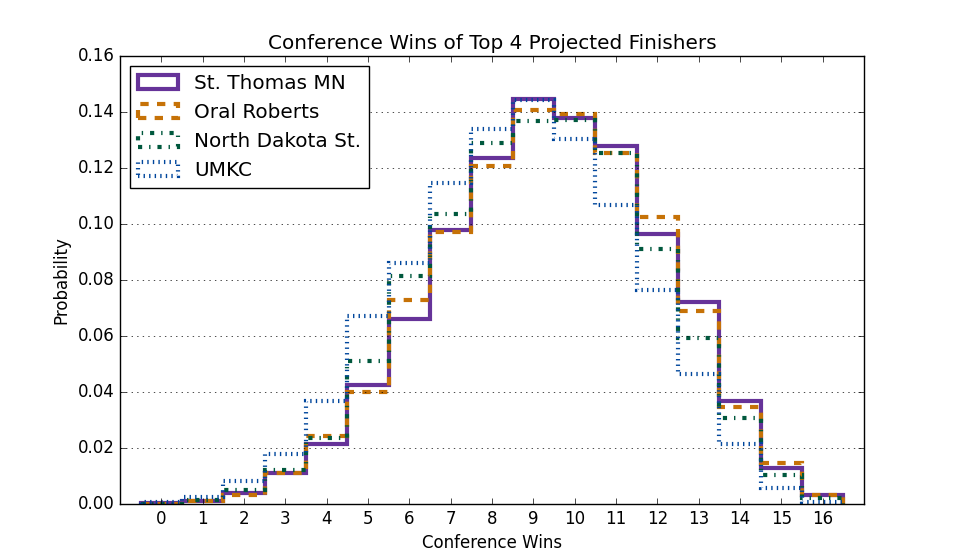 Conference Wins of Top 4 Projected Finishers
St. Thomas MN
Oral Roberts
North Dakota St.
UMKC
Probability
0.16
0.14
0.12
0.10
0.08
0.06
0.04
0.02
0.00
0 1 2 3 4 5 6 7 8 9 10 11 12 13 14 15 16
Conference Wins